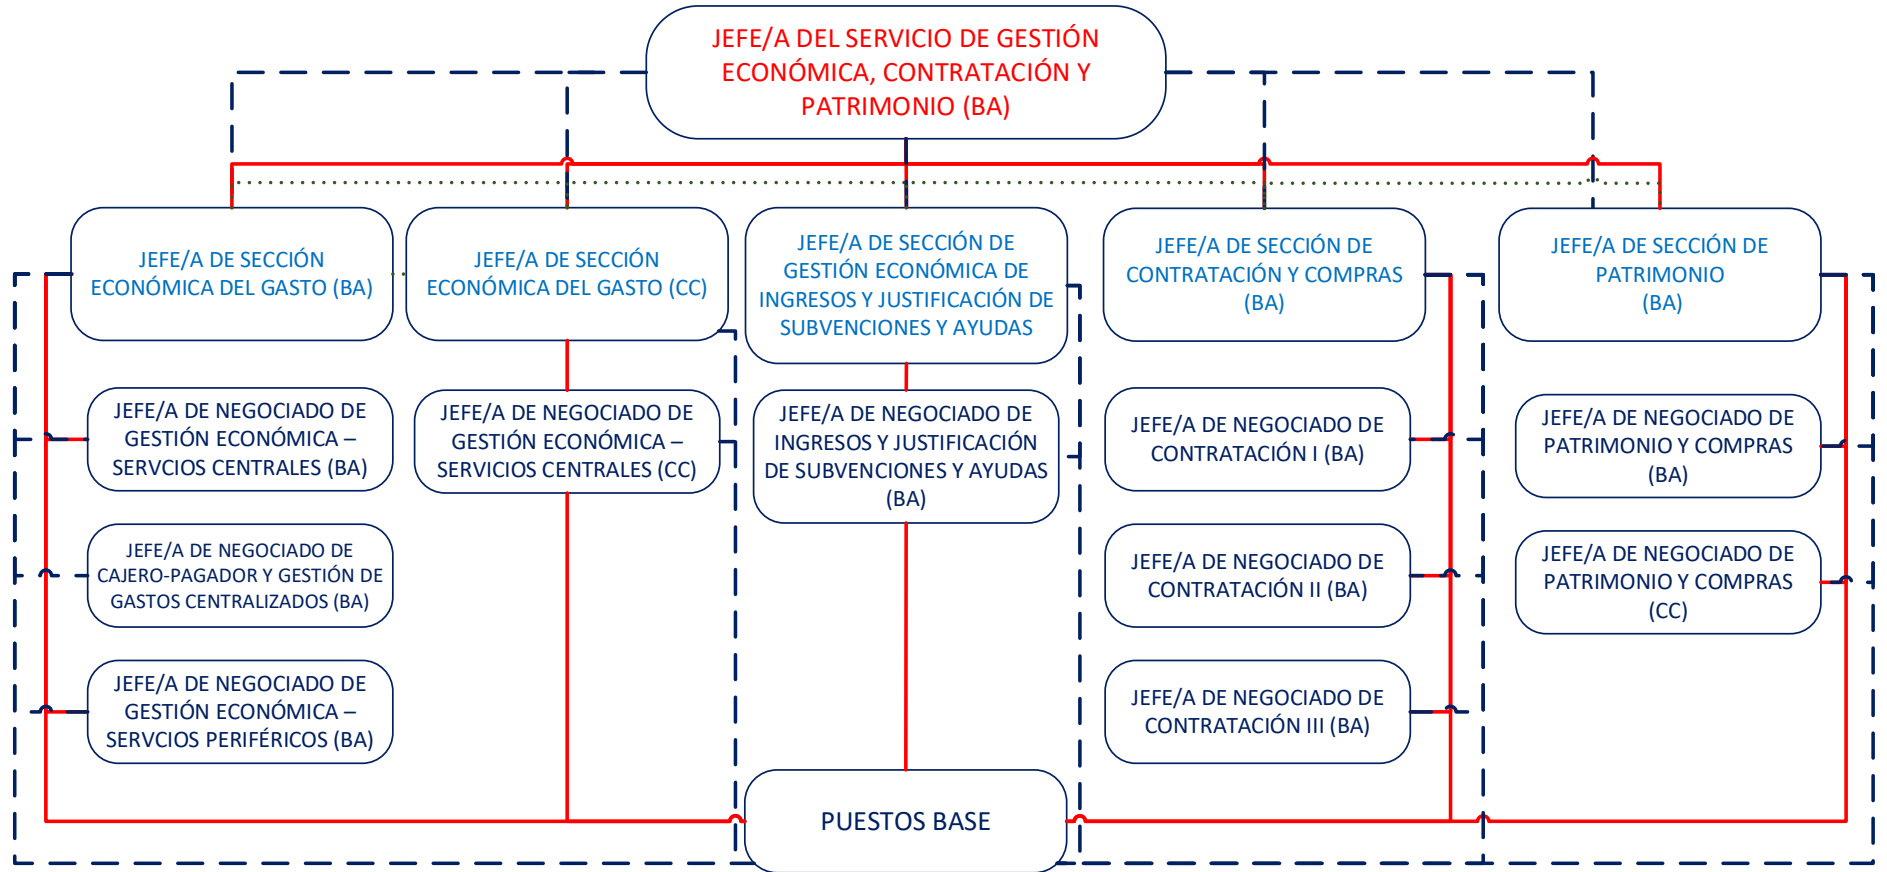 JEFE/A DEL SERVICIO DE GESTIÓN
ECONÓMICA, CONTRATACIÓN Y
PATRIMONIO (BA)
JEFE/A DE SECCIÓN
ECONÓMICA DEL GASTO (BA)
JEFE/A DE SECCIÓN
ECONÓMICA DEL GASTO (CC)
JEFE/A DE SECCIÓN DE
GESTIÓN ECONÓMICA DE
INGRESOS Y JUSTIFICACIÓN DE
SUBVENCIONES Y AYUDAS
JEFE/A DE SECCIÓN DE
CONTRATACIÓN Y COMPRAS
(BA)
JEFE/A DE SECCIÓN DE
PATRIMONIO
(BA)
JEFE/A DE NEGOCIADO DE
GESTIÓN ECONÓMICA –
SERVCIOS CENTRALES (BA)
JEFE/A DE NEGOCIADO DE
GESTIÓN ECONÓMICA –
SERVICIOS CENTRALES (CC)
JEFE/A DE NEGOCIADO DE
INGRESOS Y JUSTIFICACIÓN
DE SUBVENCIONES Y AYUDAS
(BA)
JEFE/A DE NEGOCIADO DE
CONTRATACIÓN I (BA)
JEFE/A DE NEGOCIADO DE
PATRIMONIO Y COMPRAS
(BA)
JEFE/A DE NEGOCIADO DE
CAJERO-PAGADOR Y GESTIÓN DE
GASTOS CENTRALIZADOS (BA)
JEFE/A DE NEGOCIADO DE
CONTRATACIÓN II (BA)
JEFE/A DE NEGOCIADO DE
PATRIMONIO Y COMPRAS
(CC)
JEFE/A DE NEGOCIADO DE
GESTIÓN ECONÓMICA –
SERVCIOS PERIFÉRICOS (BA)
JEFE/A DE NEGOCIADO DE
CONTRATACIÓN III (BA)
PUESTOS BASE